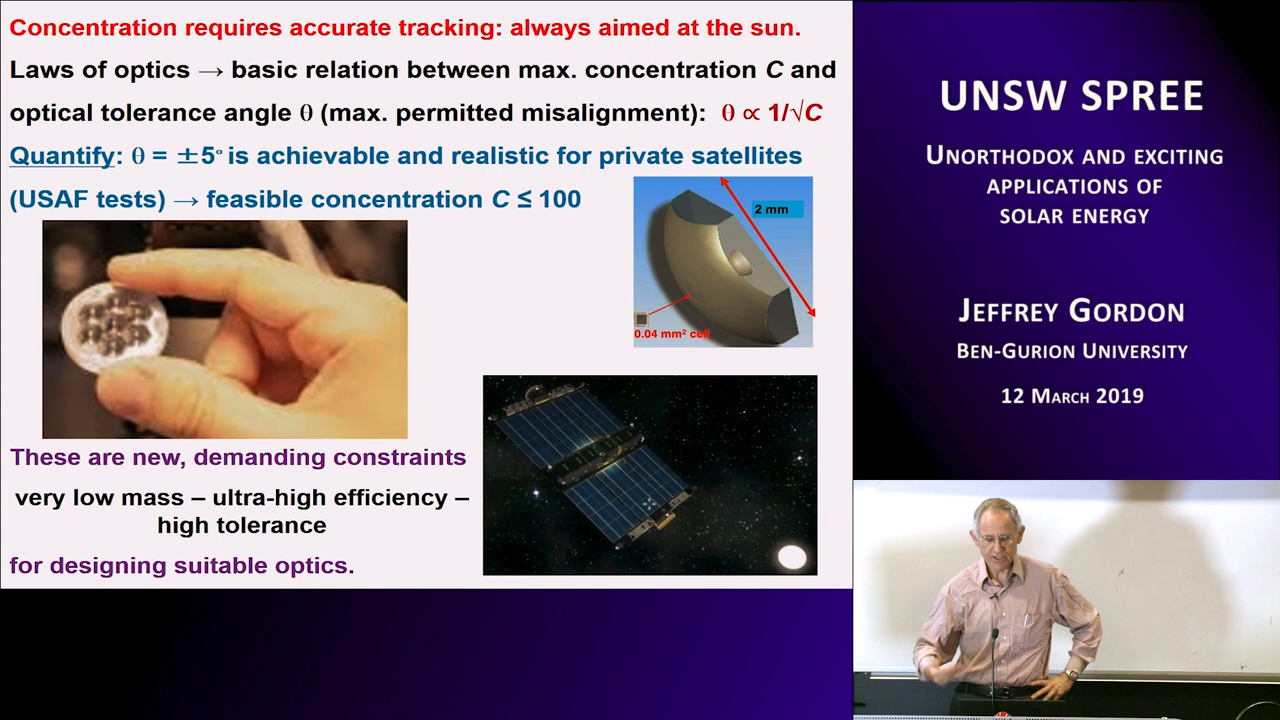 Concentration requires accurate tracking: always aimed at the sun.
Laws of optics → basic relation between max. concentration C and
optical tolerance angle θ (max. permitted misalignment): θ ∝ 1/√C
Quantify: θ = ±5° is achievable and realistic for private satellites
(USAF tests) → feasible concentration C ≤ 100
2 mm
0.04 mm² cell
These are new, demanding constraints
very low mass – ultra-high efficiency –
high tolerance
for designing suitable optics.
UNSW SPREE
UNORTHODOX AND EXCITING
APPLICATIONS OF
SOLAR ENERGY
JEFFREY GORDON
BEN-GURION UNIVERSITY
12 MARCH 2019